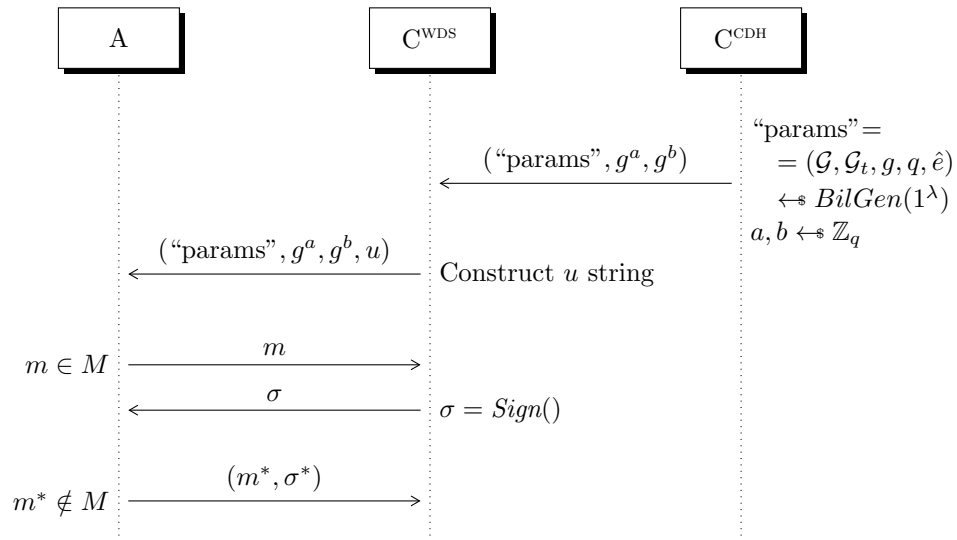 A C^WDS C^CDH
“params”=
(“params”, g^a, g^b) = (𝒢, 𝒢_t, g, q, ê)
↞$ BilGen(1^λ)
a, b ↞$ ℤ_q
(“params”, g^a, g^b, u)
Construct u string
m ∈ M m
σ σ = Sign()
m* ∉ M (m*, σ*)